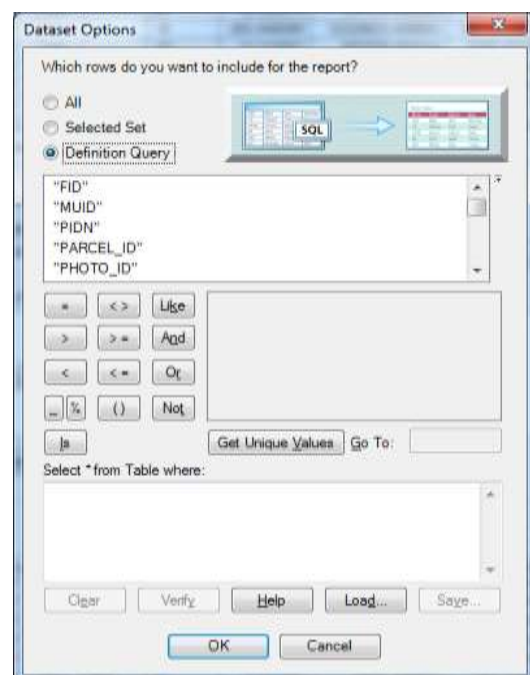 Dataset Options
Which rows do you want to include for the report?
All
Selected Set
Definition Query
SQL
"FID"
"MUID"
"PIDN"
"PARCEL_ID"
"PHOTO_ID"
= < > Like
> > = And
< < = Or
_ % ( ) Not
Is Get Unique Values Go To:
Select * from Table where:
Clear Verify Help Load... Save...
OK Cancel